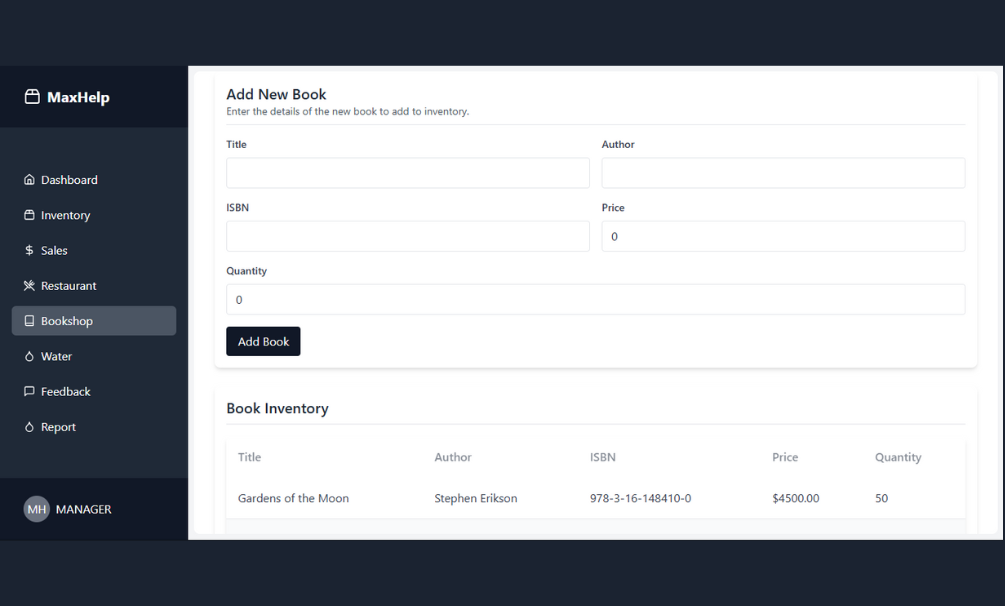 MaxHelp
Dashboard
Inventory
Sales
Restaurant
Bookshop
Water
Feedback
Report
MH MANAGER
Add New Book
Enter the details of the new book to add to inventory.
Title Author
ISBN Price
0
Quantity
0
Add Book
Book Inventory
Title Author ISBN Price Quantity
Gardens of the Moon Stephen Erikson 978-3-16-148410-0 $4500.00 50